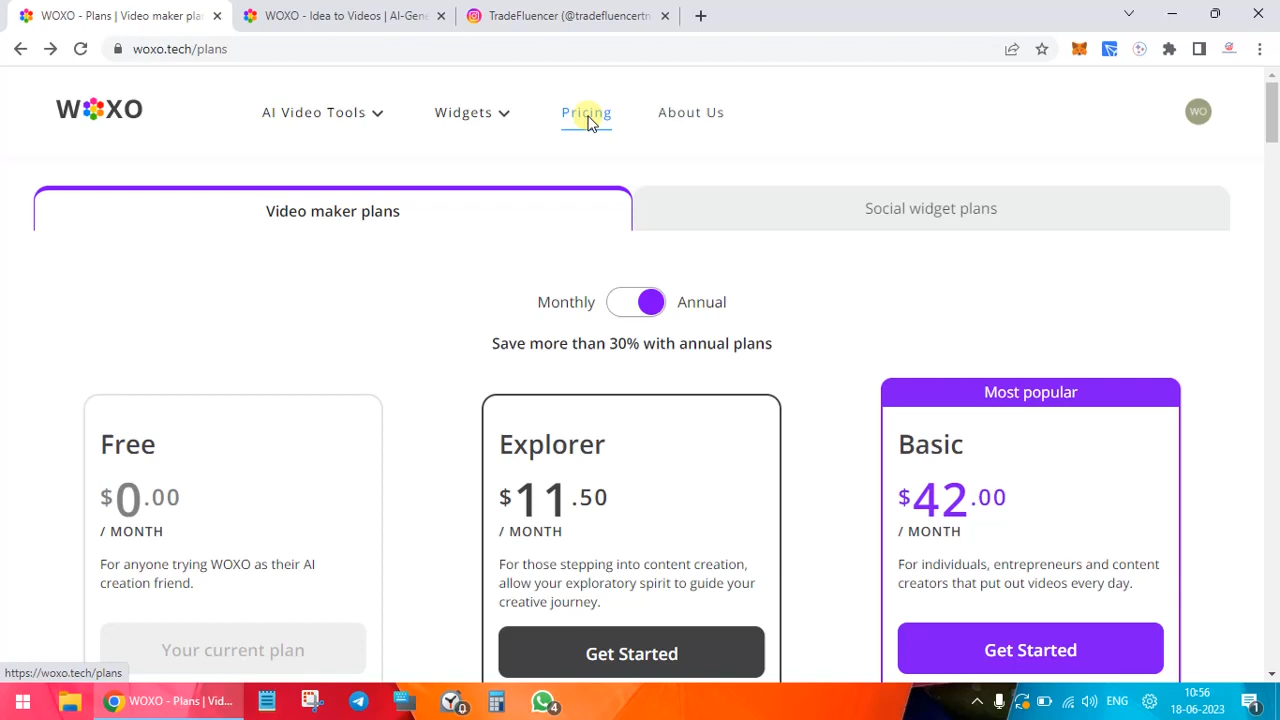 WOXO - Plans | Video maker plan
WOXO - Idea to Videos | AI-Gene
TradeFluencer (@tradefluencertn
woxo.tech/plans
WOXO
AI Video Tools
Widgets
Pricing
About Us
WO
Video maker plans
Social widget plans
Monthly
Annual
Save more than 30% with annual plans
Most popular
Free
$0.00
/ MONTH
For anyone trying WOXO as their AI
creation friend.
Your current plan
Explorer
$11.50
/ MONTH
For those stepping into content creation,
allow your exploratory spirit to guide your
creative journey.
Get Started
Basic
$42.00
/ MONTH
For individuals, entrepreneurs and content
creators that put out videos every day.
Get Started
https://woxo.tech/plans
WOXO - Plans | Vid...
0
4
ENG
10:56
18-06-2023
1